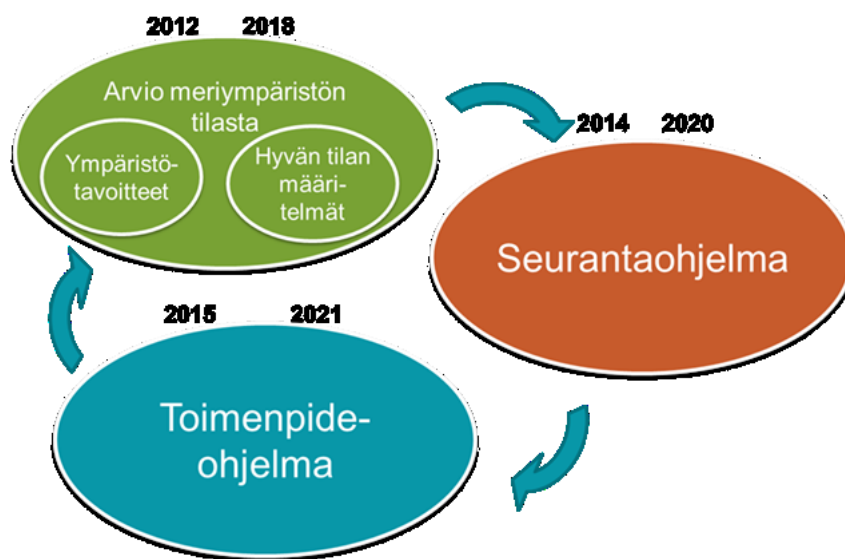 2012 2018
Arvio meriympäristön
tilasta
Ympäristö-
tavoitteet
Hyvän tilan
määri-
telmät
2014 2020
Seurantaohjelma
2015 2021
Toimenpide-
ohjelma